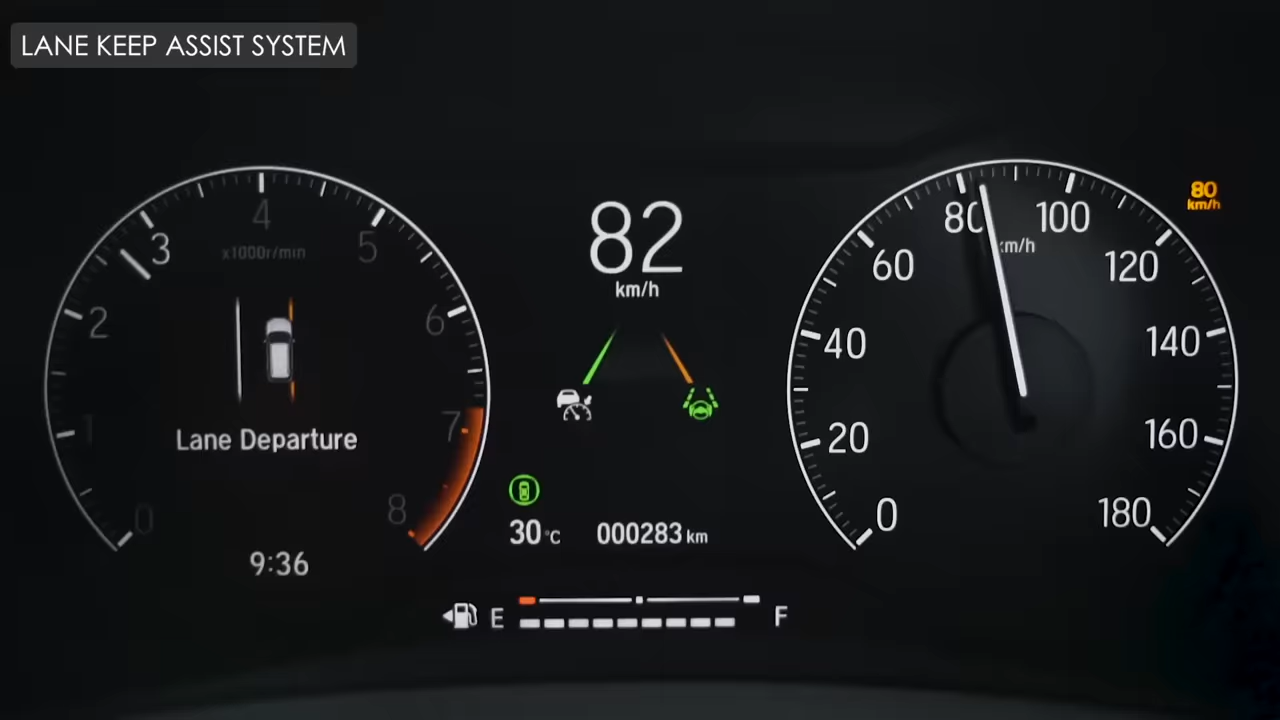 LANE KEEP ASSIST SYSTEM
4
3
5
x1000r/min
2
6
1
7
0
8
Lane Departure
9:36
82
km/h
30 °C
000283 km
E
F
80
100
km/h
60
120
40
140
20
160
0
180
80
km/h